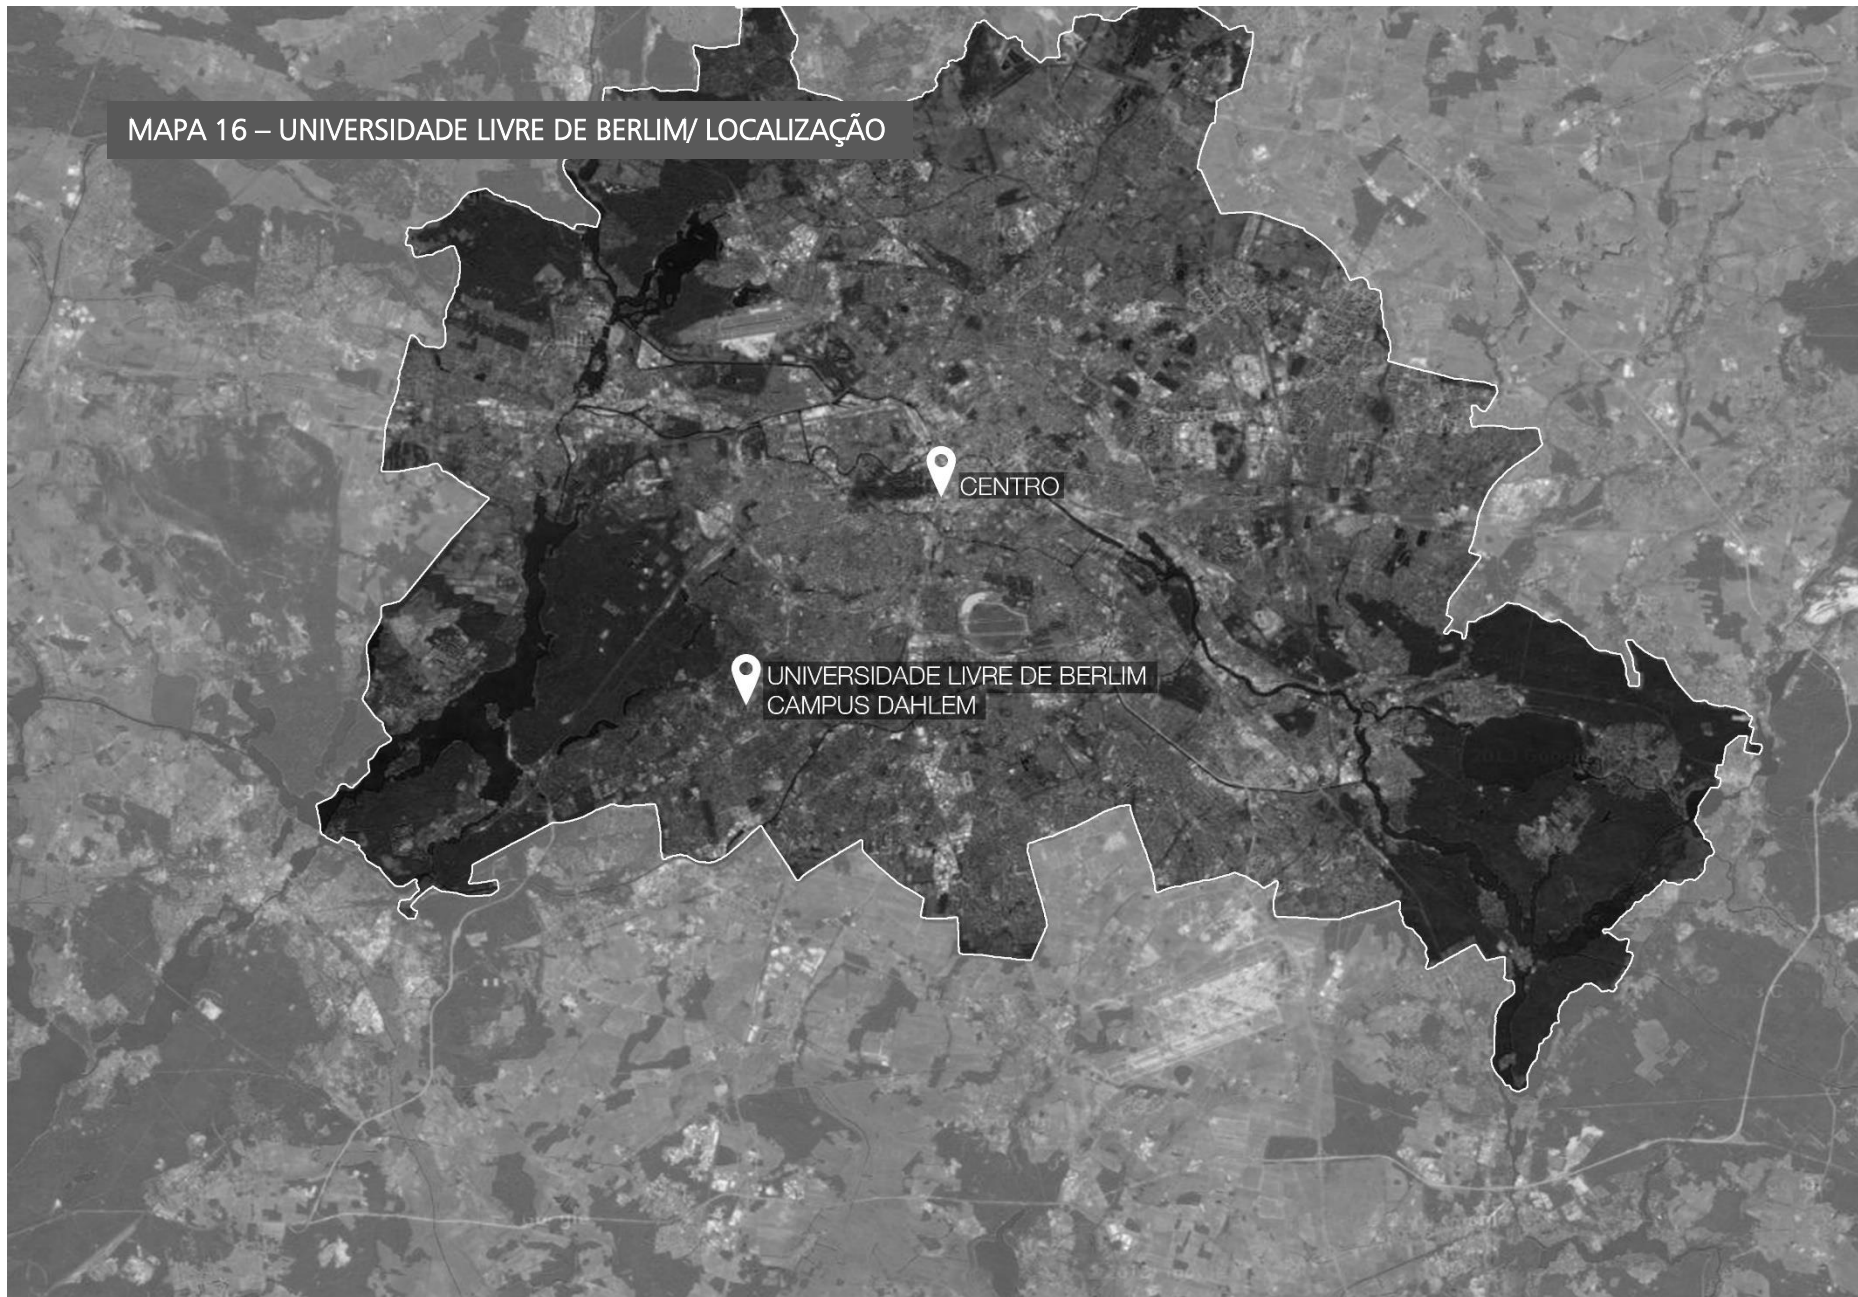 MAPA 16 – UNIVERSIDADE LIVRE DE BERLIM/ LOCALIZAÇÃO
CENTRO
UNIVERSIDADE LIVRE DE BERLIM
CAMPUS DAHLEM